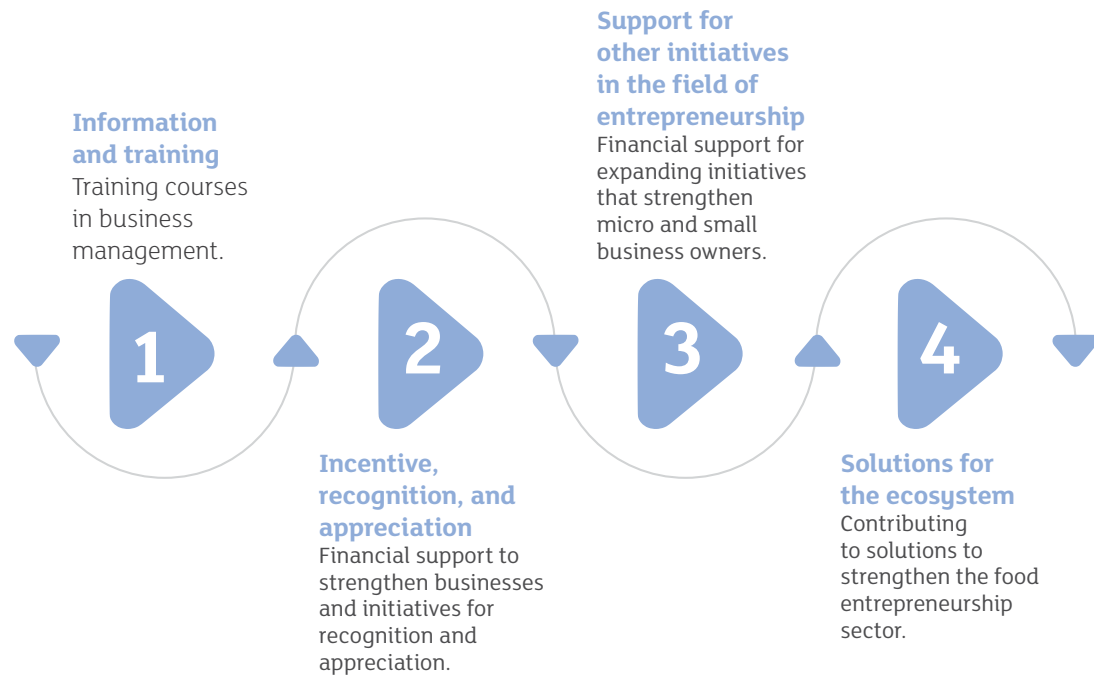 Information
and training
Training courses
in business
management.
1
Incentive,
recognition, and
appreciation
Financial support to
strengthen businesses
and initiatives for
recognition and
appreciation.
2
Support for
other initiatives
in the field of
entrepreneurship
Financial support for
expanding initiatives
that strengthen
micro and small
business owners.
3
Solutions for
the ecosystem
Contributing
to solutions to
strengthen the food
entrepreneurship
sector.
4